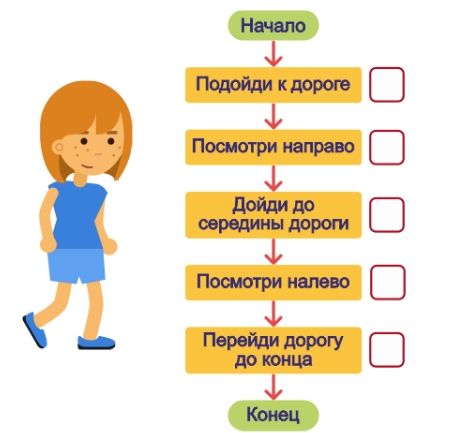 Начало
Подойди к дороге
Посмотри направо
Дойди до
середины дороги
Посмотри налево
Перейди дорогу
до конца
Конец